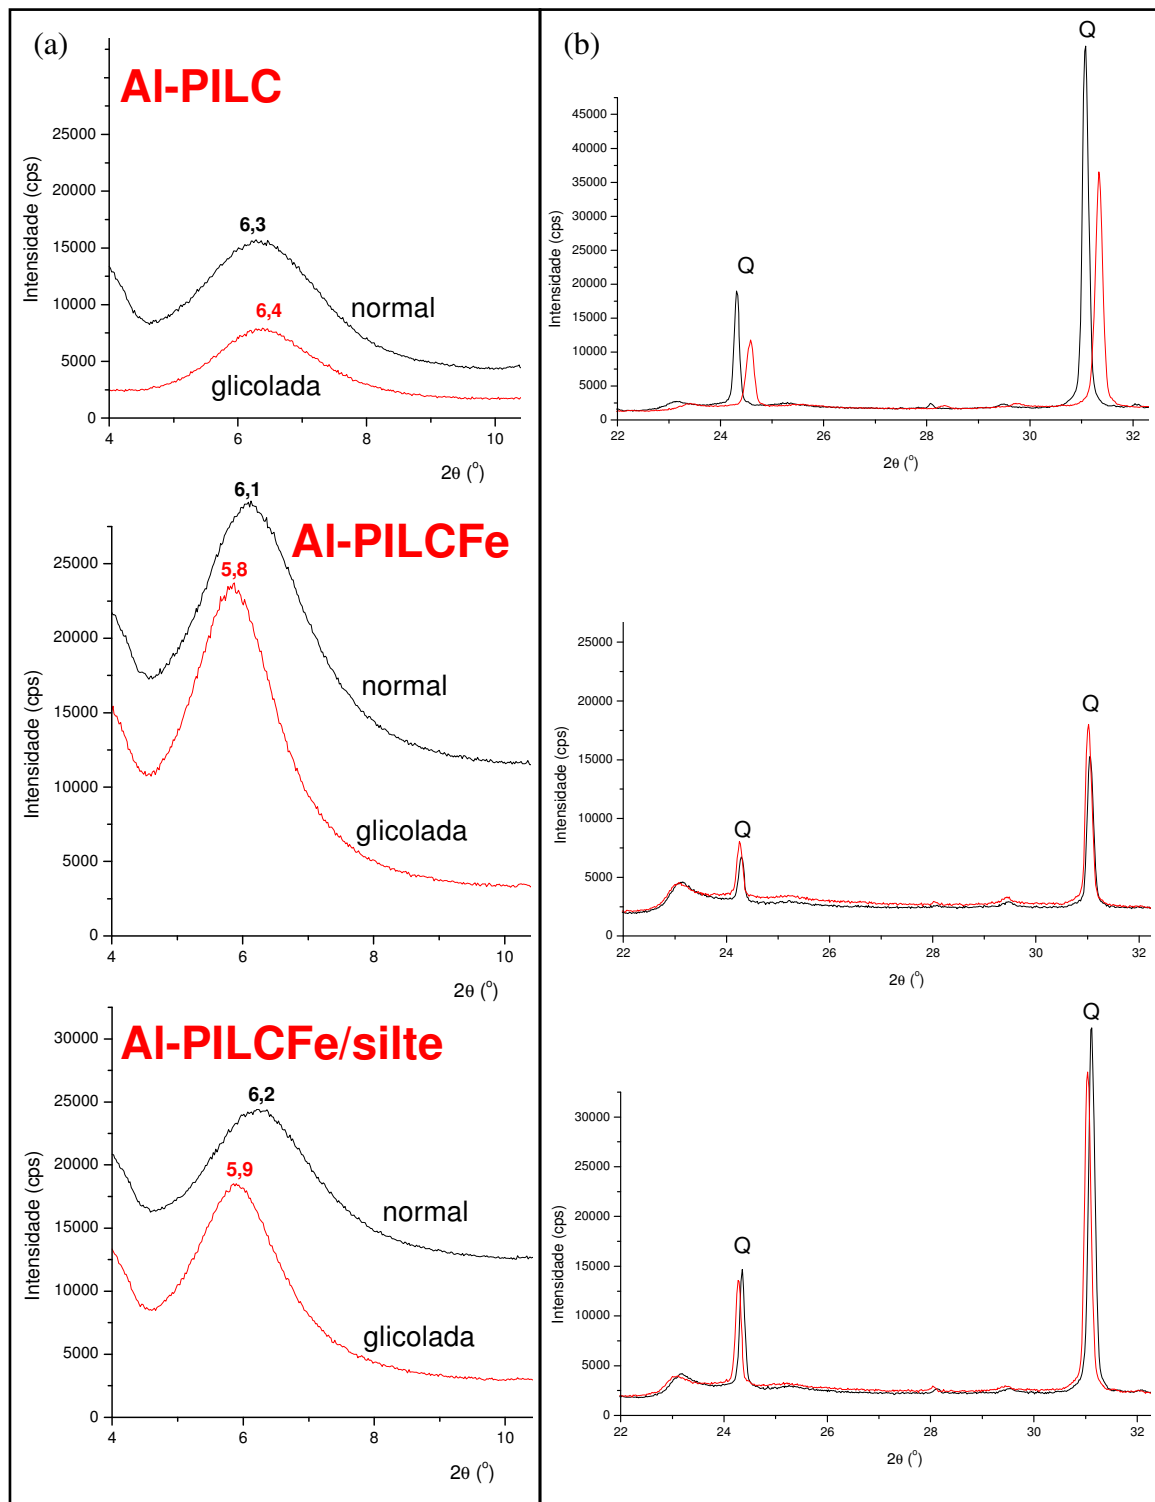 (a)
Al-PILC
Intensidade (cps)
25000
20000
15000
10000
5000
0
6,3
normal
6,4
glicolada
4
6
8
10
2θ (°)
Al-PILCFe
Intensidade (cps)
25000
20000
15000
10000
5000
0
6,1
5,8
normal
glicolada
4
6
8
10
2θ (°)
Al-PILCFe/silte
Intensidade (cps)
30000
25000
20000
15000
10000
5000
0
6,2
5,9
normal
glicolada
4
6
8
10
2θ (°)
(b)
Q
Q
Intensidade (cps)
45000
40000
35000
30000
25000
20000
15000
10000
5000
0
22
24
26
28
30
32
2θ (°)
Intensidade (cps)
25000
20000
15000
10000
5000
0
Q
Q
22
24
26
28
30
32
2θ (°)
Q
Q
Intensidade (cps)
30000
25000
20000
15000
10000
5000
0
22
24
26
28
30
32
2θ (°)